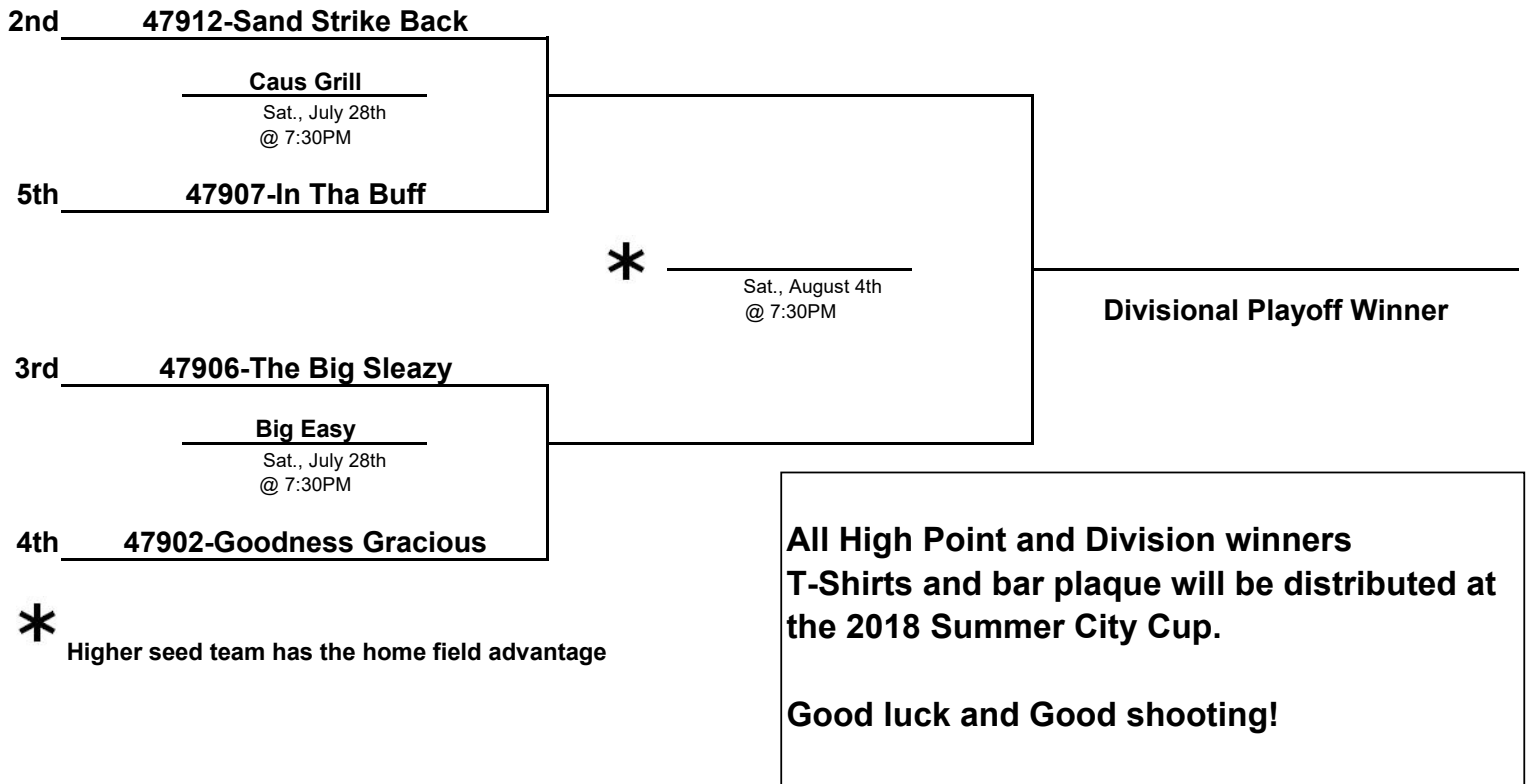 2nd 47912-Sand Strike Back
Caus Grill
Sat., July 28th
@ 7:30PM
5th 47907-In Tha Buff
*
Sat., August 4th
@ 7:30PM
Divisional Playoff Winner
3rd 47906-The Big Sleazy
Big Easy
Sat., July 28th
@ 7:30PM
4th 47902-Goodness Gracious
* Higher seed team has the home field advantage
All High Point and Division winners
T-Shirts and bar plaque will be distributed at
the 2018 Summer City Cup.
Good luck and Good shooting!